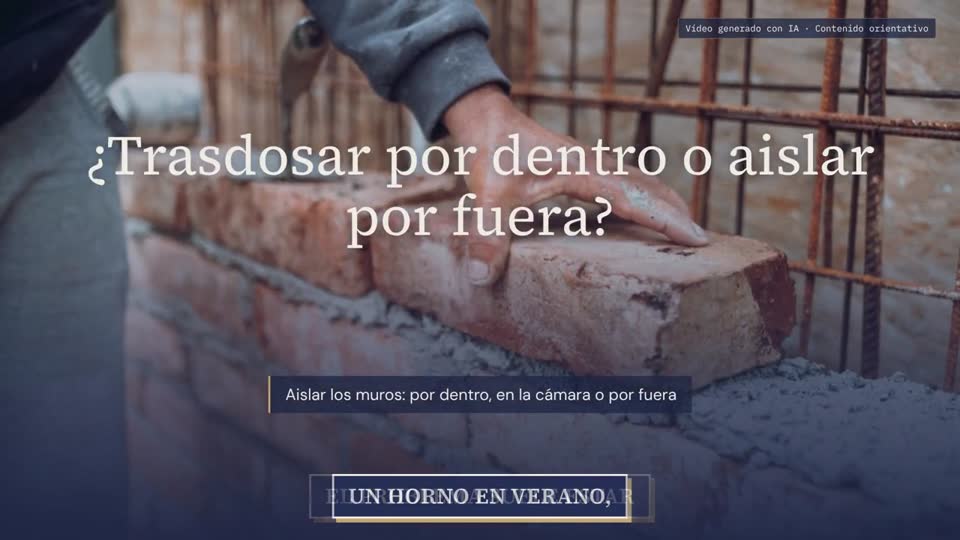 Vídeo generado con IA · Contenido orientativo
¿Trasdosar por dentro o aislar
por fuera?
Aislar los muros: por dentro, en la cámara o por fuera
UN HORNO EN VERANO,